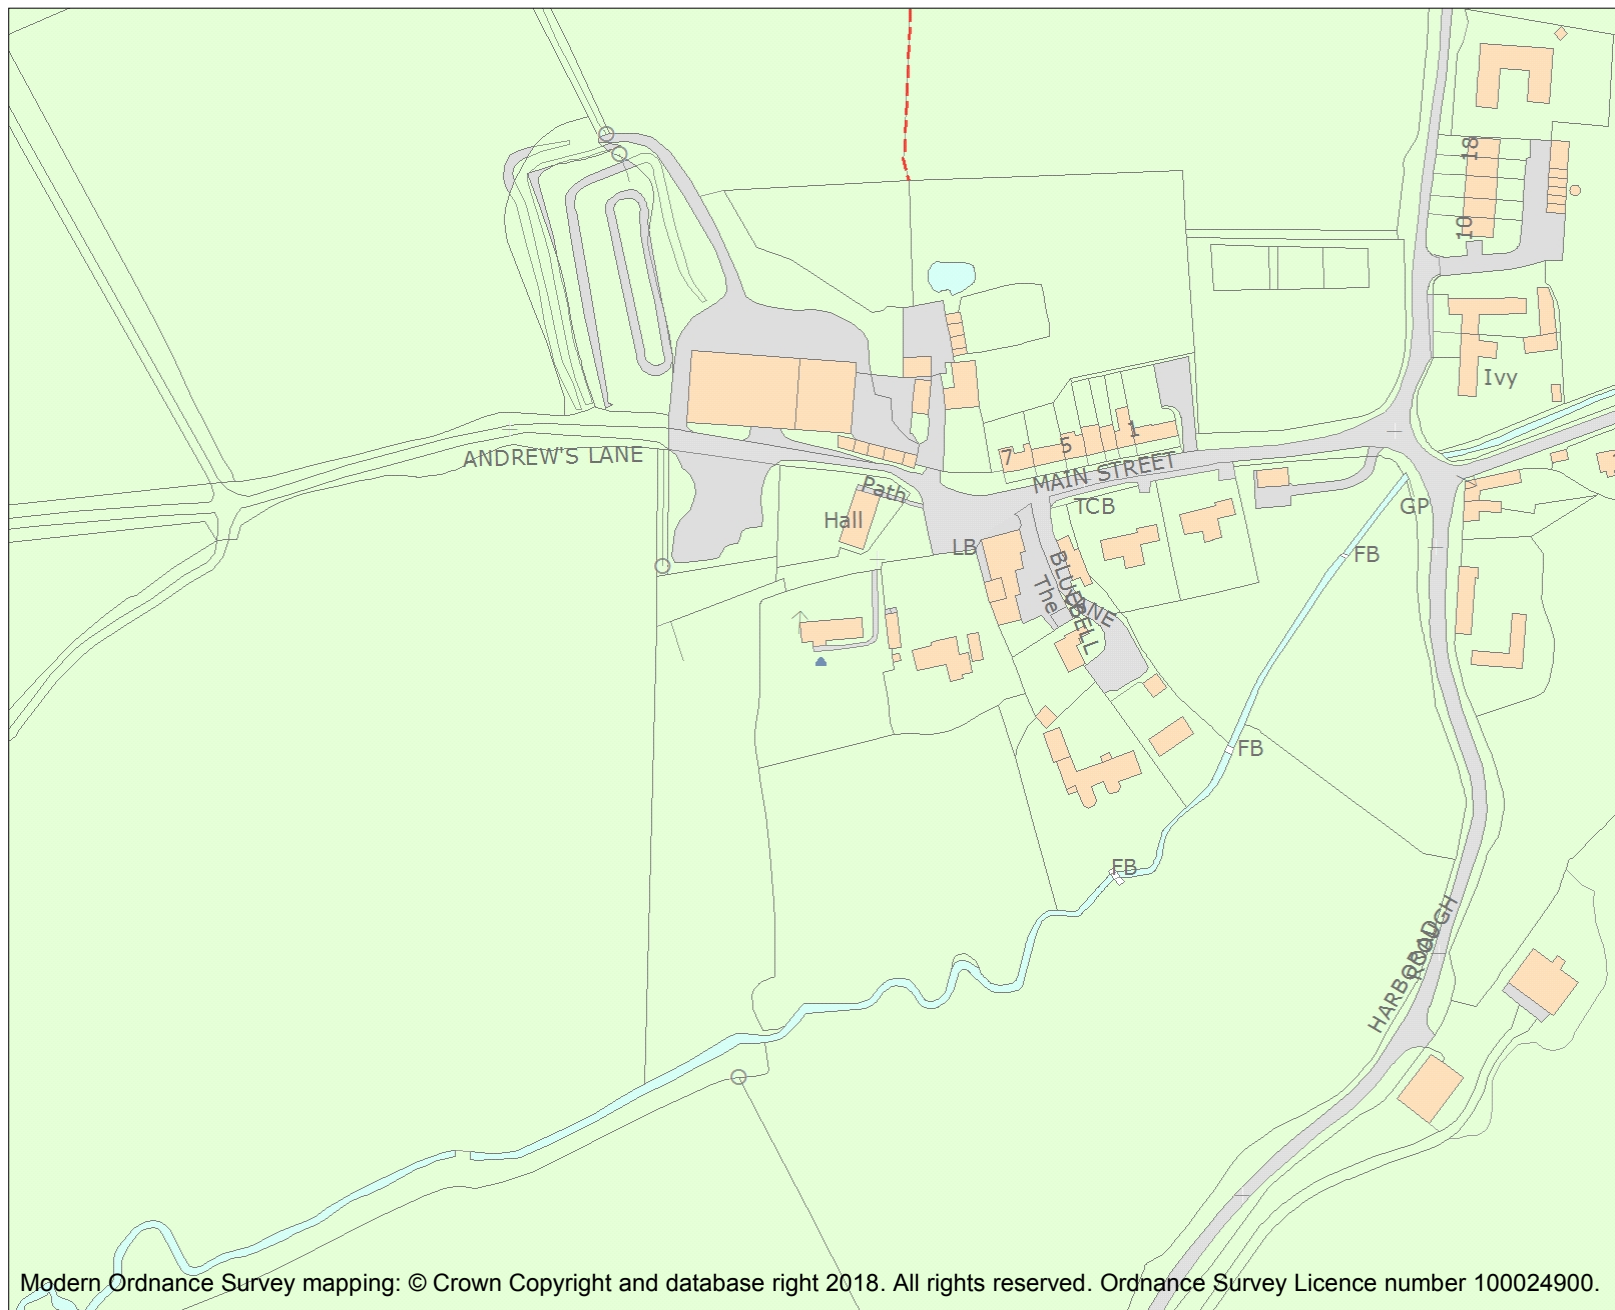 18
10
Ivy
ANDREW'S LANE
7
5
1
MAIN STREET
Path
Hall
TCB
GP
LB
FB
BLUEBELL
LANE
The
FB
FB
HARBOROUGH
ROAD
Modern Ordnance Survey mapping: © Crown Copyright and database right 2018. All rights reserved. Ordnance Survey Licence number 100024900.